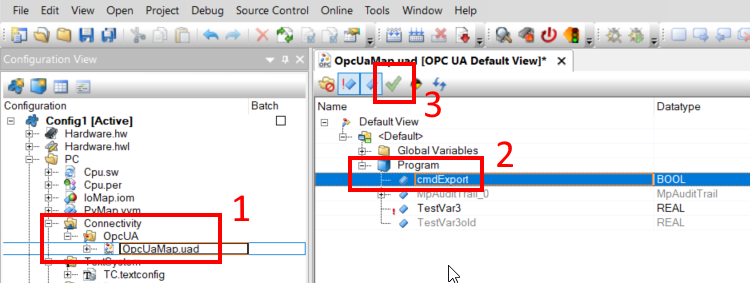 File Edit View Open Project Debug Source Control Online Tools Window Help
Configuration View
OpcUaMap.uad [OPC UA Default View]* X
3
Configuration Batch
Name Datatype
Config1 [Active]
Default View
Hardware.hw
<Default>
Hardware.hwl
Global Variables
PC
Program
2
Cpu.sw
cmdExport BOOL
Cpu.per
MpAuditTrail_0 MpAuditTrail
IoMap.iom
TestVar3 REAL
PvMap.vvm
TestVar3old REAL
Connectivity
1
OpcUA
OpcUaMap.uad
TextSystem
TC.textconfig